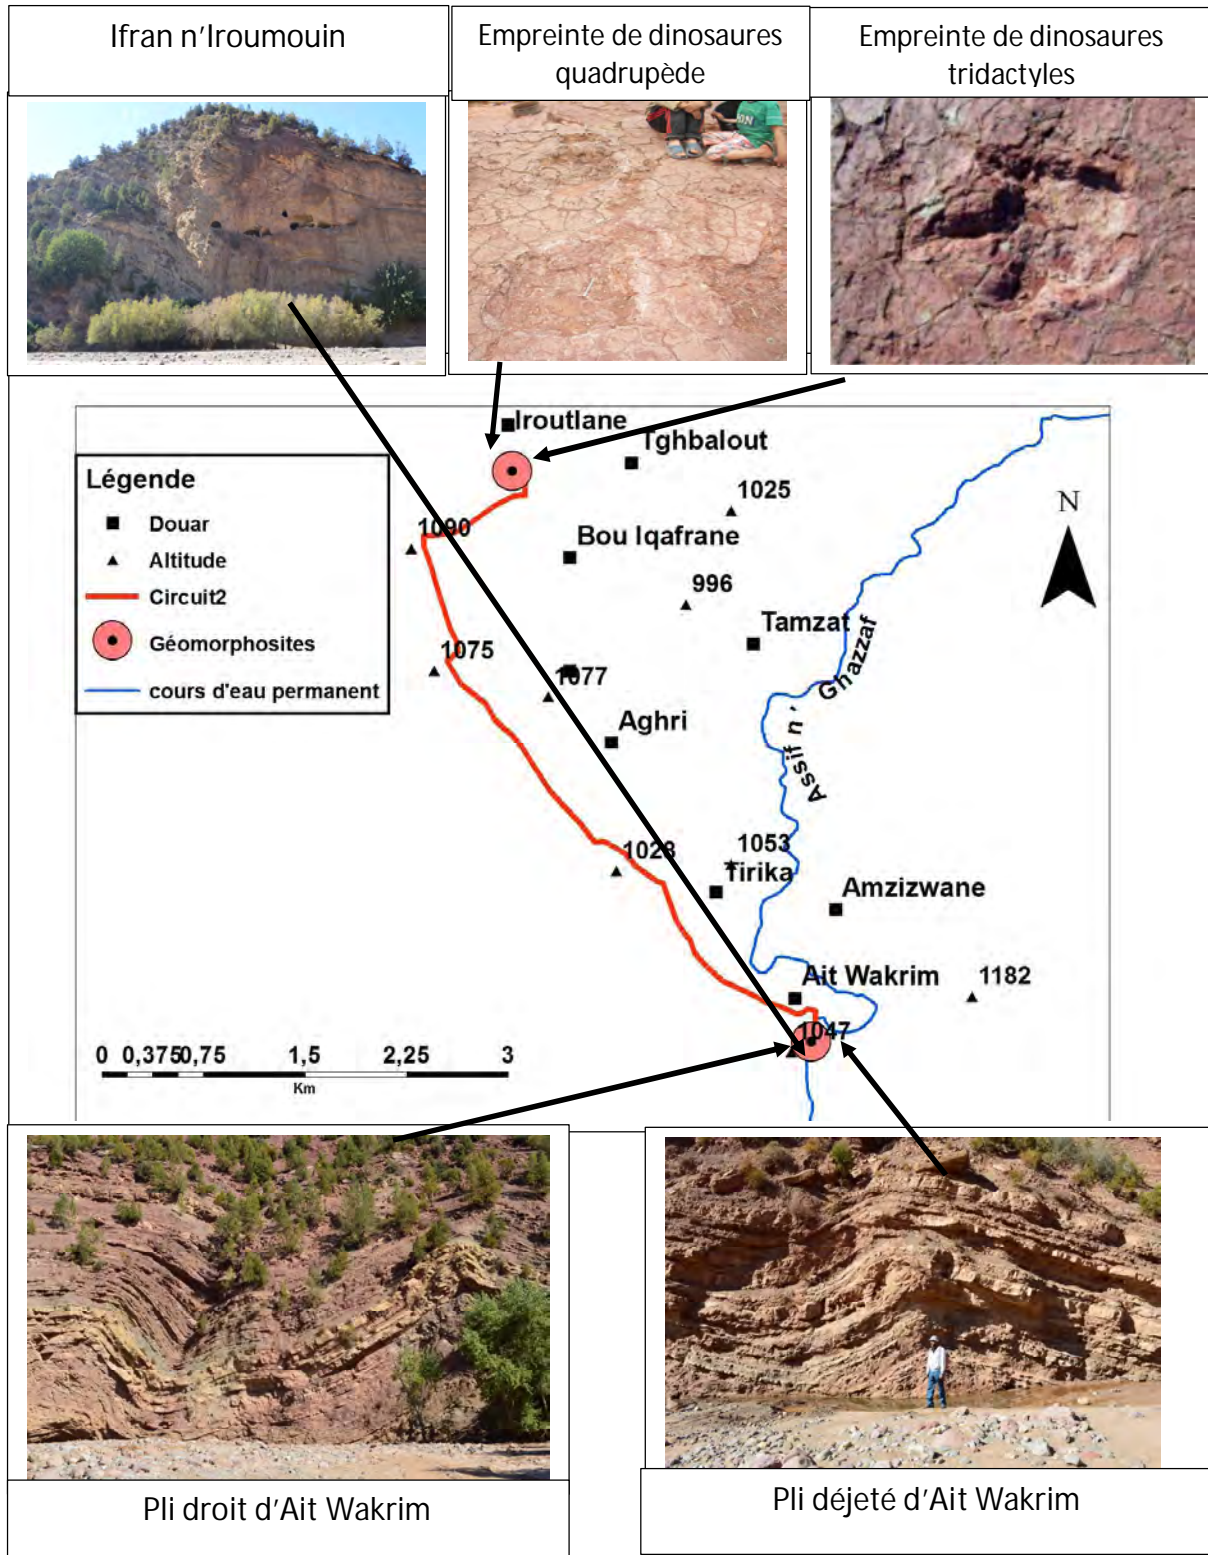 Ifran n'Iroumouin
Empreinte de dinosaures
quadrupède
Empreinte de dinosaures
tridactyles
Iroutlane
Tghbalout
Légende
Douar
Altitude
Circuit2
Géomorphosites
cours d'eau permanent
1090
1025
N
Bou Iqafrane
996
Tamzat
1075
1077
Assif n' Ghazzaf
Aghri
1023
1053
Tirika
Amzizwane
Ait Wakrim
1182
1047
0 0,375 0,75 1,5 2,25 3
Km
Pli droit d'Ait Wakrim
Pli déjeté d'Ait Wakrim